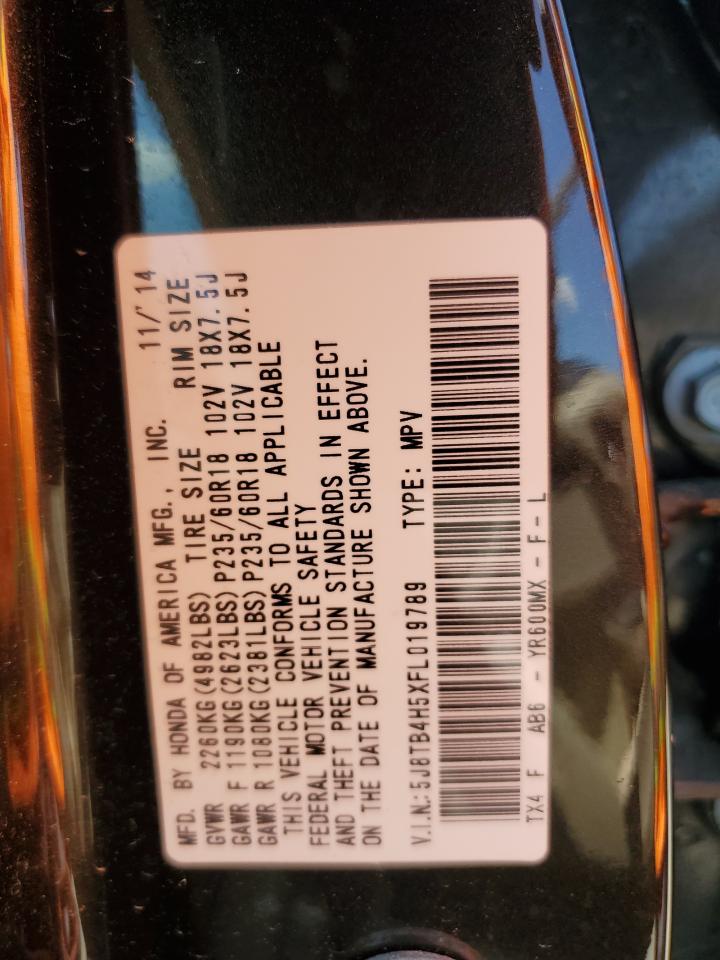 MFD. BY HONDA OF AMERICA MFG., INC. 11/'14
GVWR 2260KG(4982LBS) TIRE SIZE RIM SIZE
GAWR F 1190KG(2623LBS) P235/60R18 102V 18X7.5J
GAWR R 1080KG(2381LBS) P235/60R18 102V 18X7.5J
THIS VEHICLE CONFORMS TO ALL APPLICABLE
FEDERAL MOTOR VEHICLE SAFETY
AND THEFT PREVENTION STANDARDS IN EFFECT
ON THE DATE OF MANUFACTURE SHOWN ABOVE.
V.I.N.: 5J8TB4H5XFL019789 TYPE: MPV
TX4 F AB6 - YR600MX - F - L